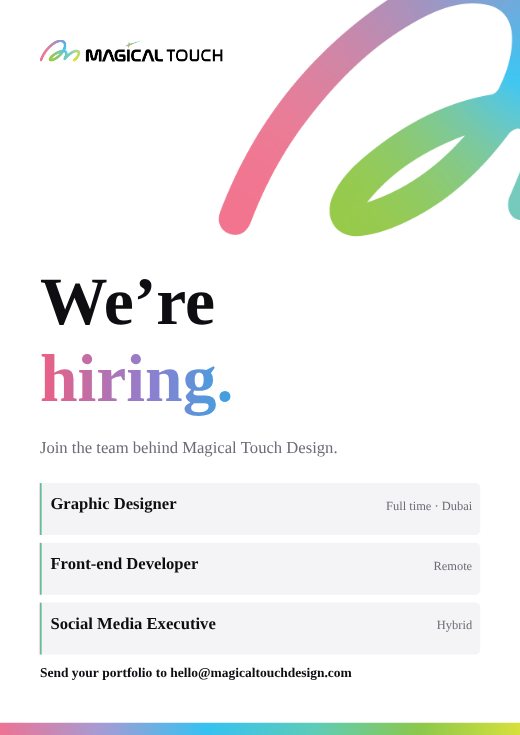 MAGICAL TOUCH
We’re
hiring.
Join the team behind Magical Touch Design.
Graphic Designer Full time · Dubai
Front-end Developer Remote
Social Media Executive Hybrid
Send your portfolio to hello@magicaltouchdesign.com